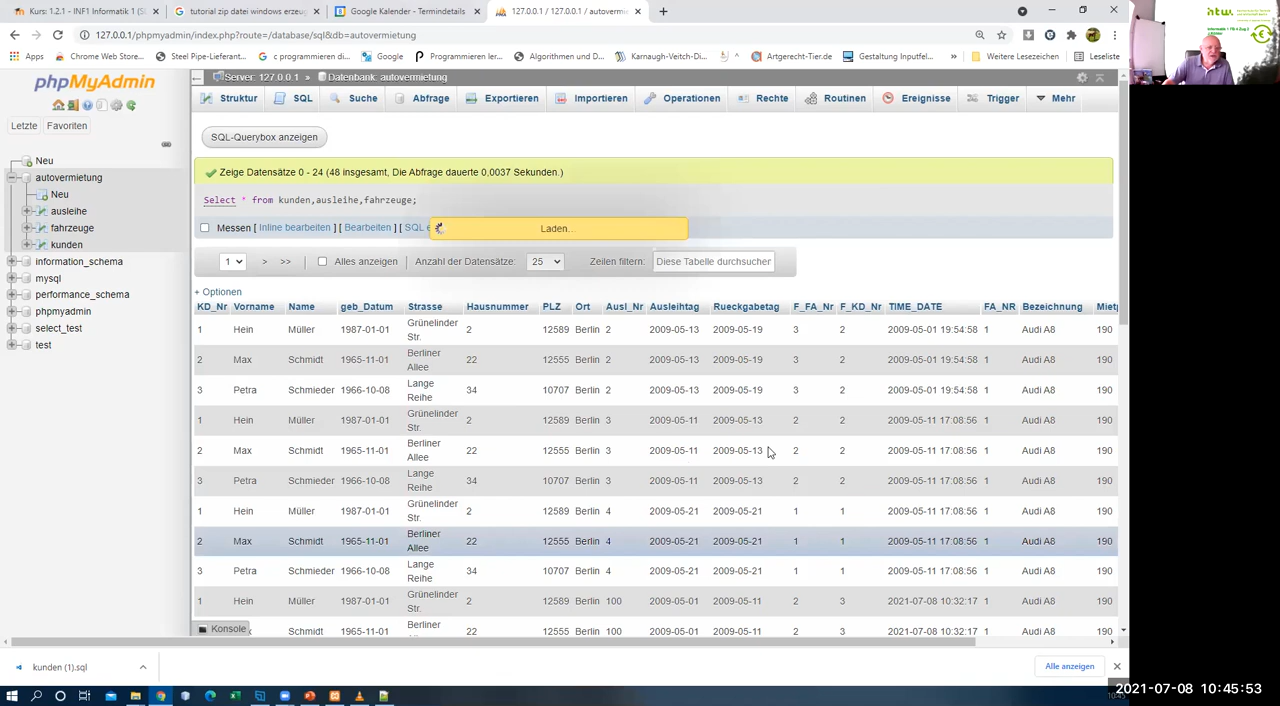 Kurs: 1.2.1 - INF1 Informatik 1 (S
tutorial zip datei windows erzeug
Google Kalender - Termindetails
127.0.0.1 / 127.0.0.1 / autovermie
127.0.0.1/phpmyadmin/index.php?route=/database/sql&db=autovermietung
Apps Chrome Web Store... Steel Pipe-Lieferant... Google Programmieren ler... Algorithmen und D... Karnaugh-Veitch-Di... Artgerecht-Tier.de Gestaltung Inputfel... » Weitere Lesezeichen Leseliste
phpMyAdmin
Letzte Favoriten
Neu
autovermietung
Neu
ausleihe
fahrzeuge
kunden
information_schema
mysql
performance_schema
phpmyadmin
select_test
test
Server: 127.0.0.1 » Datenbank: autovermietung
Struktur SQL Suche Abfrage Exportieren Importieren Operationen Rechte Routinen Ereignisse Trigger Mehr
SQL-Querybox anzeigen
Zeige Datensätze 0 - 24 (48 insgesamt, Die Abfrage dauerte 0,0037 Sekunden.)
Select * from kunden,ausleihe,fahrzeuge;
Messen [ Inline bearbeiten ] [ Bearbeiten ] [ SQL e
Laden...
1 > >> Alles anzeigen Anzahl der Datensätze: 25 Zeilen filtern: Diese Tabelle durchsuchen
+ Optionen
KD_Nr Vorname Name geb_Datum Strasse Hausnummer PLZ Ort Ausl_Nr Ausleihtag Rueckgabetag F_FA_Nr F_KD_Nr TIME_DATE FA_NR Bezeichnung Mietp
1 Hein Müller 1987-01-01 Grünelinder Str. 2 12589 Berlin 2 2009-05-13 2009-05-19 3 2 2009-05-01 19:54:58 1 Audi A8 190
2 Max Schmidt 1965-11-01 Berliner Allee 22 12555 Berlin 2 2009-05-13 2009-05-19 3 2 2009-05-01 19:54:58 1 Audi A8 190
3 Petra Schmieder 1966-10-08 Lange Reihe 34 10707 Berlin 2 2009-05-13 2009-05-19 3 2 2009-05-01 19:54:58 1 Audi A8 190
1 Hein Müller 1987-01-01 Grünelinder Str. 2 12589 Berlin 3 2009-05-11 2009-05-13 2 2 2009-05-11 17:08:56 1 Audi A8 190
2 Max Schmidt 1965-11-01 Berliner Allee 22 12555 Berlin 3 2009-05-11 2009-05-13 2 2 2009-05-11 17:08:56 1 Audi A8 190
3 Petra Schmieder 1966-10-08 Lange Reihe 34 10707 Berlin 3 2009-05-11 2009-05-13 2 2 2009-05-11 17:08:56 1 Audi A8 190
1 Hein Müller 1987-01-01 Grünelinder Str. 2 12589 Berlin 4 2009-05-21 2009-05-21 1 1 2009-05-11 17:08:56 1 Audi A8 190
2 Max Schmidt 1965-11-01 Berliner Allee 22 12555 Berlin 4 2009-05-21 2009-05-21 1 1 2009-05-11 17:08:56 1 Audi A8 190
3 Petra Schmieder 1966-10-08 Lange Reihe 34 10707 Berlin 4 2009-05-21 2009-05-21 1 1 2009-05-11 17:08:56 1 Audi A8 190
1 Hein Müller 1987-01-01 Grünelinder Str. 2 12589 Berlin 100 2009-05-01 2009-05-11 2 3 2021-07-08 10:32:17 1 Audi A8 190
Schmidt 1965-11-01 Berliner 22 12555 Berlin 100 2009-05-01 2009-05-11 2 3 2021-07-08 10:32:17 1 Audi A8 190
Konsole
kunden (1).sql
Alle anzeigen
htw
2021-07-08 10:45:53